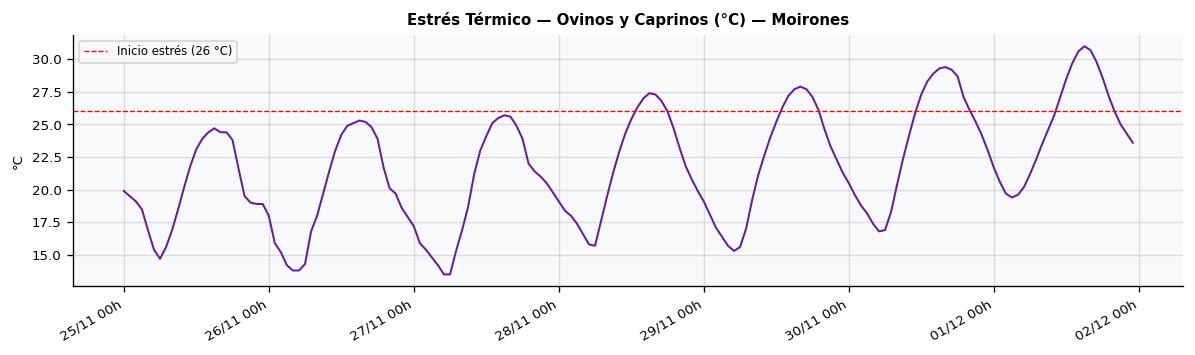 Estrés Térmico — Ovinos y Caprinos (°C) — Moirones
Inicio estrés (26 °C)
°C
30.0
27.5
25.0
22.5
20.0
17.5
15.0
25/11 00h
26/11 00h
27/11 00h
28/11 00h
29/11 00h
30/11 00h
01/12 00h
02/12 00h